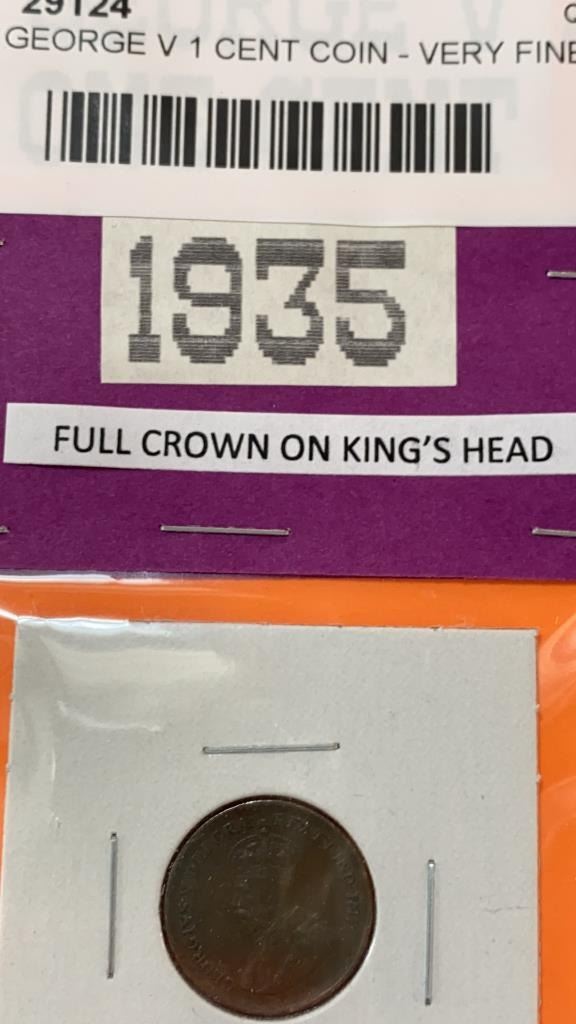 29124
GEORGE V 1 CENT COIN - VERY FINE
1935
FULL CROWN ON KING'S HEAD